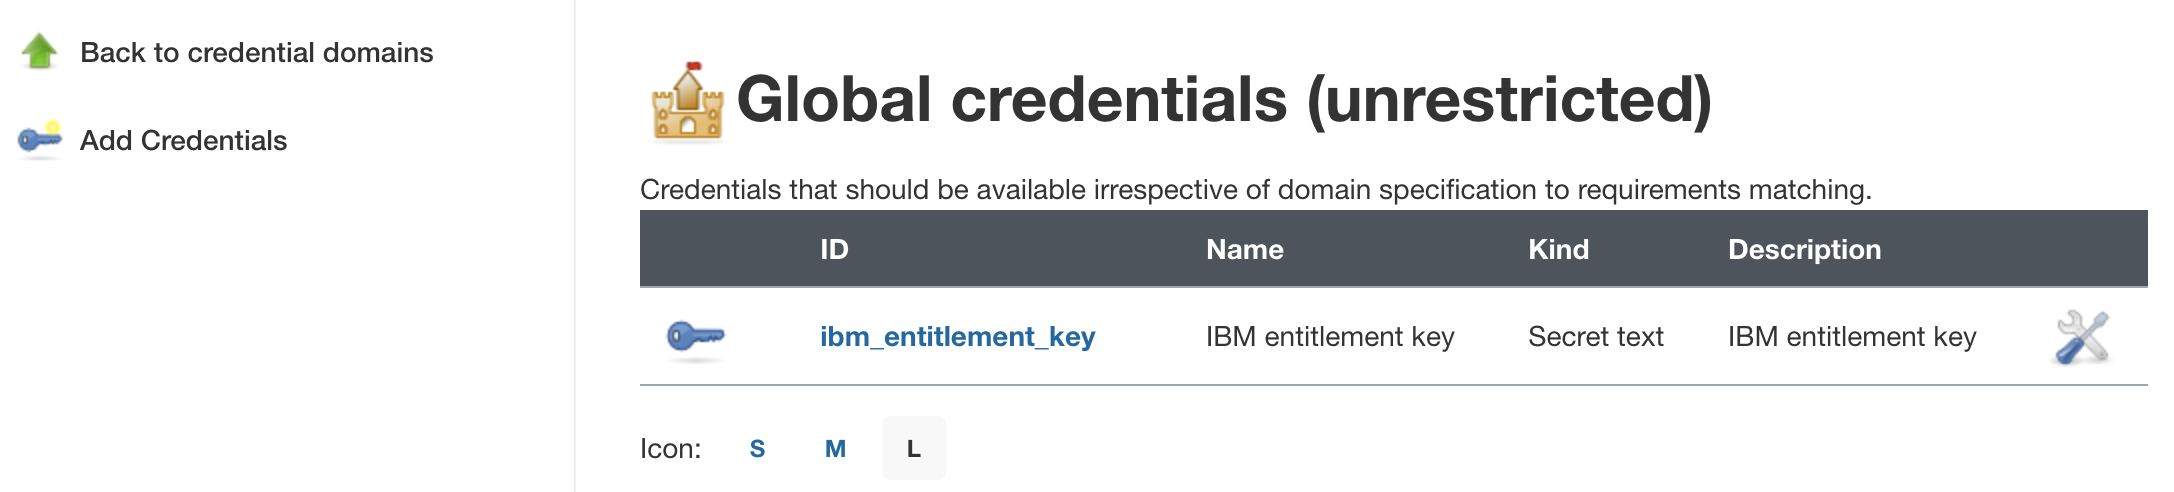 Back to credential domains
Add Credentials
Global credentials (unrestricted)
Credentials that should be available irrespective of domain specification to requirements matching.
ID Name Kind Description
ibm_entitlement_key IBM entitlement key Secret text IBM entitlement key
Icon: S M L